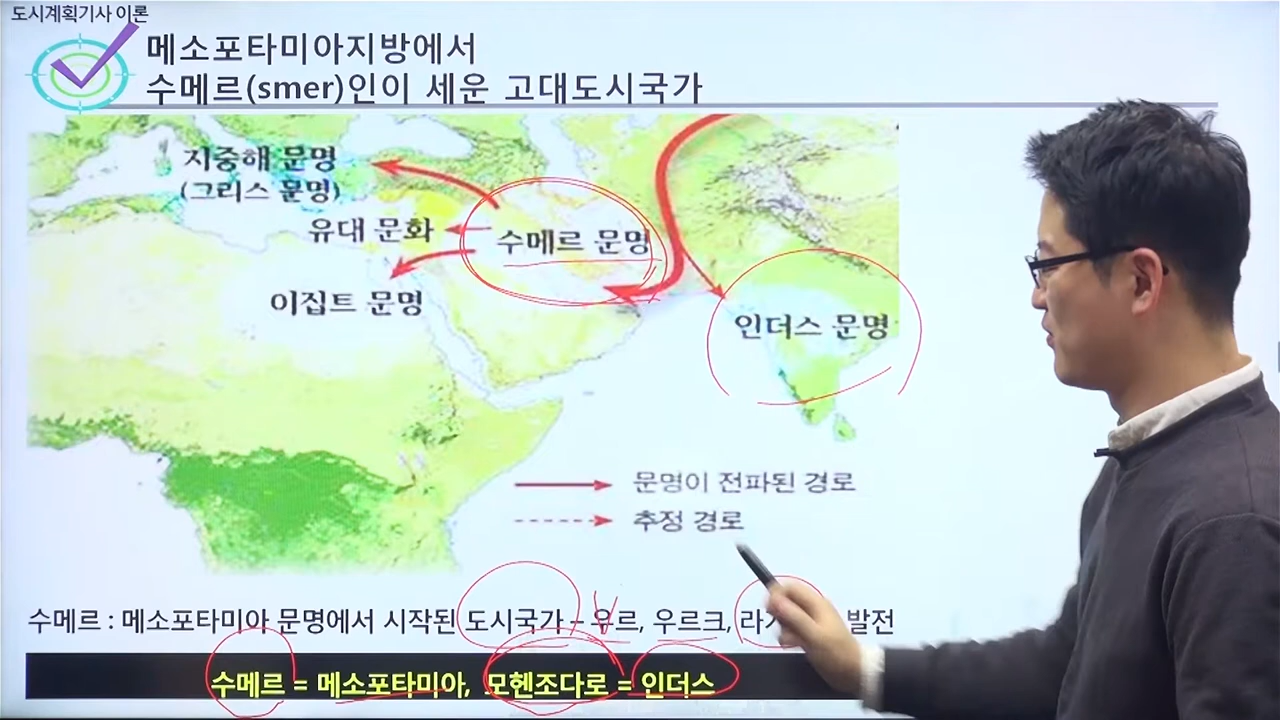 도시계획기사 이론
메소포타미아지방에서
수메르(smer)인이 세운 고대도시국가
지중해 문명
(그리스 문명)
유대 문화
수메르 문명
이집트 문명
인더스 문명
문명이 전파된 경로
추정 경로
수메르 : 메소포타미아 문명에서 시작된 도시국가 – 우르, 우르크, 발전
수메르 = 메소포타미아, 모헨조다로 = 인더스